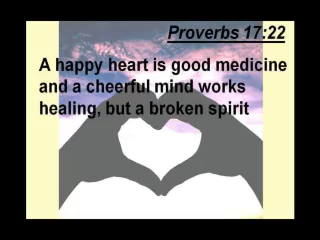 Proverbs 17:22
A happy heart is good medicine
and a cheerful mind works
healing, but a broken spirit